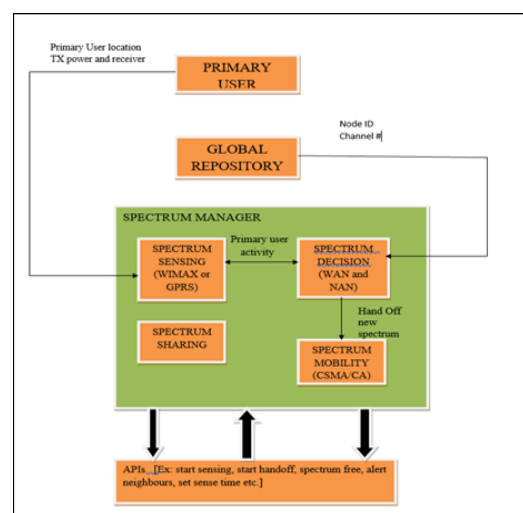 Primary User location
TX power and receiver
PRIMARY
USER
Node ID
Channel #
GLOBAL
REPOSITORY
SPECTRUM MANAGER
SPECTRUM
SENSING
(WIMAX or
GPRS)
Primary user
activity
SPECTRUM
DECISION
(WAN and
NAN)
Hand Off
new
spectrum
SPECTRUM
SHARING
SPECTRUM
MOBILITY
(CSMA/CA)
APIs [Ex: start sensing, start handoff, spectrum free, alert
neighbours, set sense time etc.]